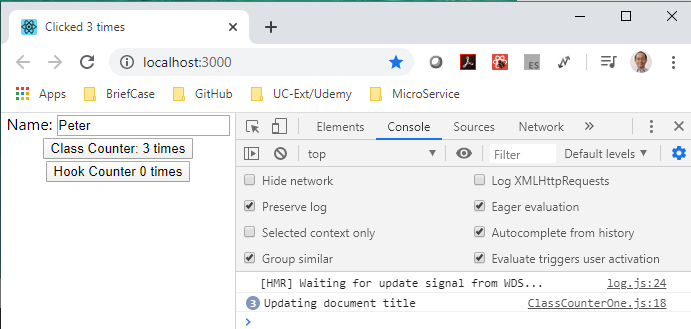 Clicked 3 times
localhost:3000
ES
Apps BriefCase GitHub UC-Ext/Udemy MicroService
Name: Peter
Class Counter: 3 times
Hook Counter 0 times
Elements Console Sources Network »
top Filter Default levels
Hide network Log XMLHttpRequests
Preserve log Eager evaluation
Selected context only Autocomplete from history
Group similar Evaluate triggers user activation
[HMR] Waiting for update signal from WDS... log.js:24
3 Updating document title ClassCounterOne.js:18